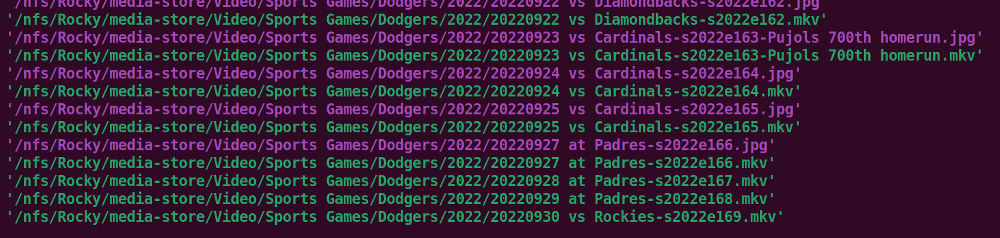 '/nfs/Rocky/media-store/Video/Sports Games/Dodgers/2022/20220922 vs Diamondbacks-s2022e162.jpg'
'/nfs/Rocky/media-store/Video/Sports Games/Dodgers/2022/20220922 vs Diamondbacks-s2022e162.mkv'
'/nfs/Rocky/media-store/Video/Sports Games/Dodgers/2022/20220923 vs Cardinals-s2022e163-Pujols 700th homerun.jpg'
'/nfs/Rocky/media-store/Video/Sports Games/Dodgers/2022/20220923 vs Cardinals-s2022e163-Pujols 700th homerun.mkv'
'/nfs/Rocky/media-store/Video/Sports Games/Dodgers/2022/20220924 vs Cardinals-s2022e164.jpg'
'/nfs/Rocky/media-store/Video/Sports Games/Dodgers/2022/20220924 vs Cardinals-s2022e164.mkv'
'/nfs/Rocky/media-store/Video/Sports Games/Dodgers/2022/20220925 vs Cardinals-s2022e165.jpg'
'/nfs/Rocky/media-store/Video/Sports Games/Dodgers/2022/20220925 vs Cardinals-s2022e165.mkv'
'/nfs/Rocky/media-store/Video/Sports Games/Dodgers/2022/20220927 at Padres-s2022e166.jpg'
'/nfs/Rocky/media-store/Video/Sports Games/Dodgers/2022/20220927 at Padres-s2022e166.mkv'
'/nfs/Rocky/media-store/Video/Sports Games/Dodgers/2022/20220928 at Padres-s2022e167.mkv'
'/nfs/Rocky/media-store/Video/Sports Games/Dodgers/2022/20220929 at Padres-s2022e168.mkv'
'/nfs/Rocky/media-store/Video/Sports Games/Dodgers/2022/20220930 vs Rockies-s2022e169.mkv'